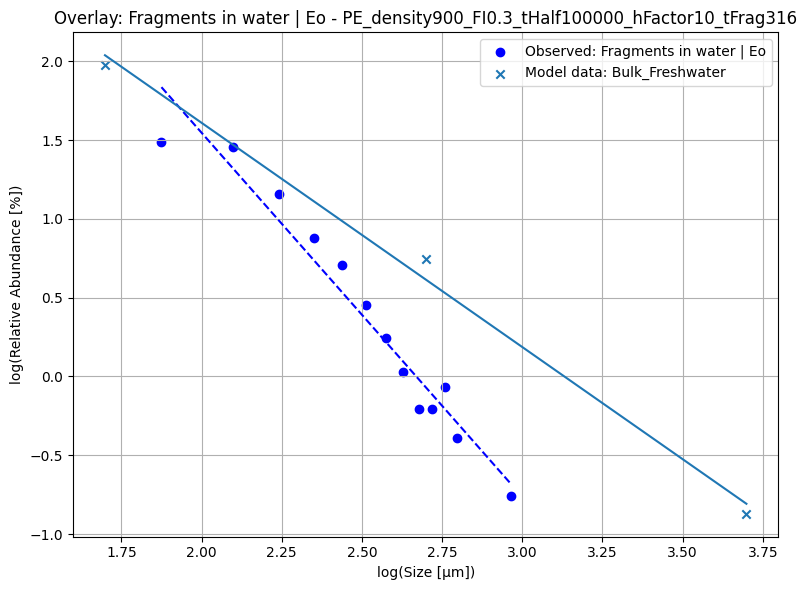 Overlay: Fragments in water | Eo - PE_density900_FI0.3_tHalf100000_hFactor10_tFrag316
Observed: Fragments in water | Eo
Model data: Bulk_Freshwater
log(Relative Abundance [%])
2.0
1.5
1.0
0.5
0.0
−0.5
−1.0
1.75 2.00 2.25 2.50 2.75 3.00 3.25 3.50 3.75
log(Size [μm])